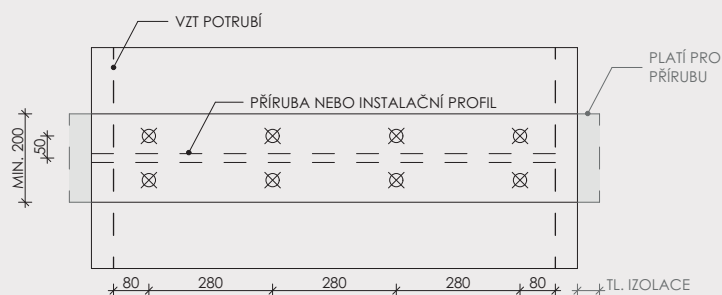 VZT POTRUBÍ
PLATÍ PRO
PŘÍRUBU
PŘÍRUBA NEBO INSTALAČNÍ PROFIL
MIN. 200
50
80 280 280 280 80 TL. IZOLACE